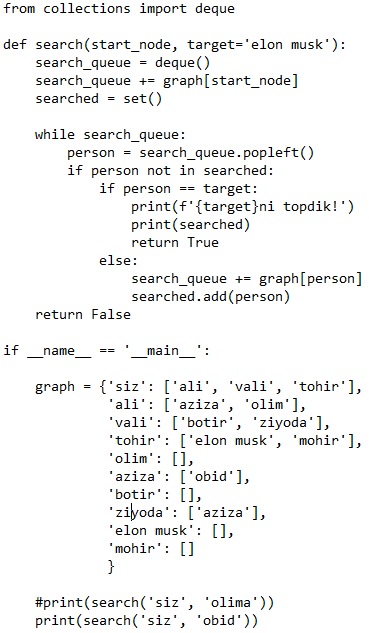 from collections import deque

def search(start_node, target='elon musk'):
    search_queue = deque()
    search_queue += graph[start_node]
    searched = set()

    while search_queue:
        person = search_queue.popleft()
        if person not in searched:
            if person == target:
                print(f'{target}ni topdik!')
                print(searched)
                return True
            else:
                search_queue += graph[person]
                searched.add(person)
    return False

if __name__ == '__main__':

    graph = {'siz': ['ali', 'vali', 'tohir'],
             'ali': ['aziza', 'olim'],
             'vali': ['botir', 'ziyoda'],
             'tohir': ['elon musk', 'mohir'],
             'olim': [],
             'aziza': ['obid'],
             'botir': [],
             'ziyoda': ['aziza'],
             'elon musk': [],
             'mohir': []
             }

    #print(search('siz', 'olima'))
    print(search('siz', 'obid'))